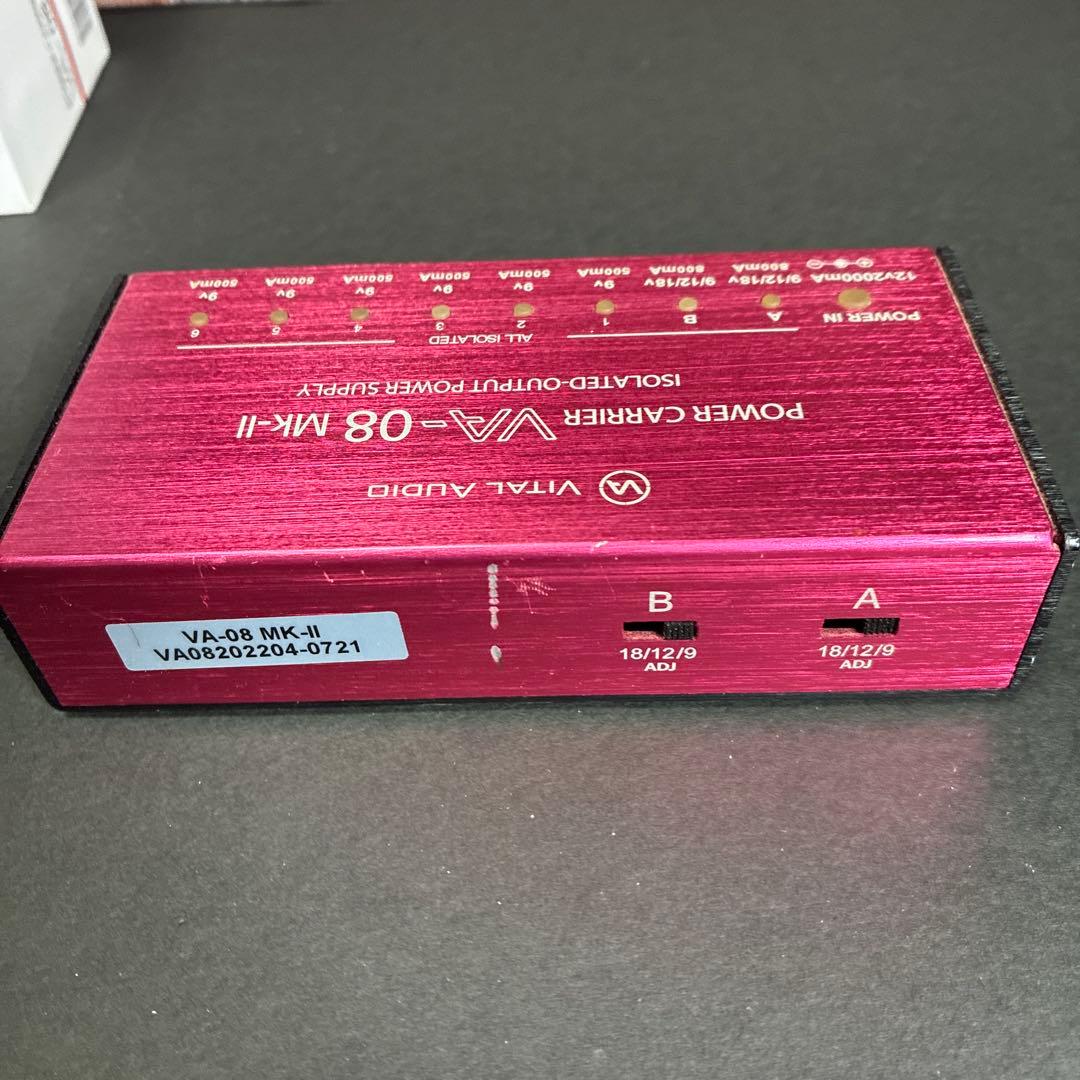 VITAL AUDIO
POWER CARRIER VA-08 MK-II
ISOLATED-OUTPUT POWER SUPPLY
ALL ISOLATED
POWER IN A B 1 2 3 4 5 6
12v2000mA 9/12/18v 9/12/18v 9v 9v 9v 9v 9v 9v
500mA 500mA 500mA 500mA 500mA 500mA 500mA 500mA
VA-08 MK-II
VA08202204-0721
B
18/12/9
ADJ
A
18/12/9
ADJ